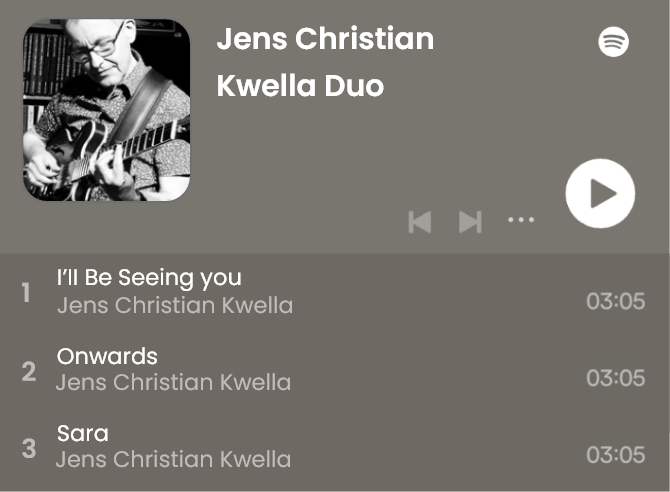 Jens Christian
Kwella Duo
1
I'll Be Seeing you
Jens Christian Kwella
03:05
2
Onwards
Jens Christian Kwella
03:05
3
Sara
Jens Christian Kwella
03:05